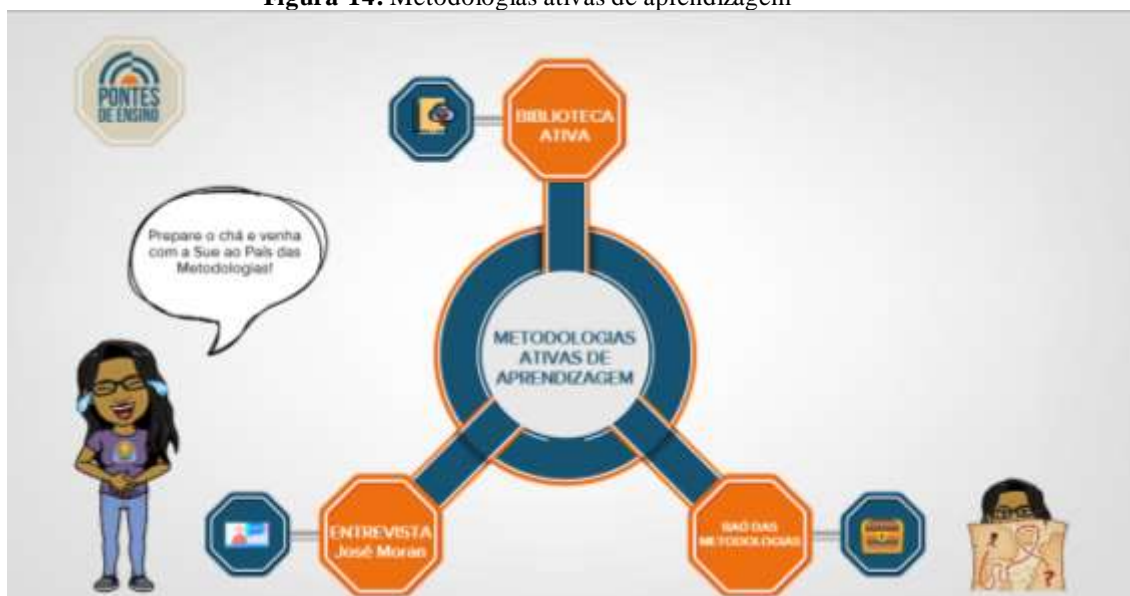 Figura 14: Metodologias ativas de aprendizagem
PONTES
DE ENSINO
BIBLIOTECA
ATIVA
Prepare o chá e venha
com a Sue ao País das
Metodologias!
METODOLOGIAS
ATIVAS DE
APRENDIZAGEM
ENTREVISTA
José Moran
BAÚ DAS
METODOLOGIAS
?